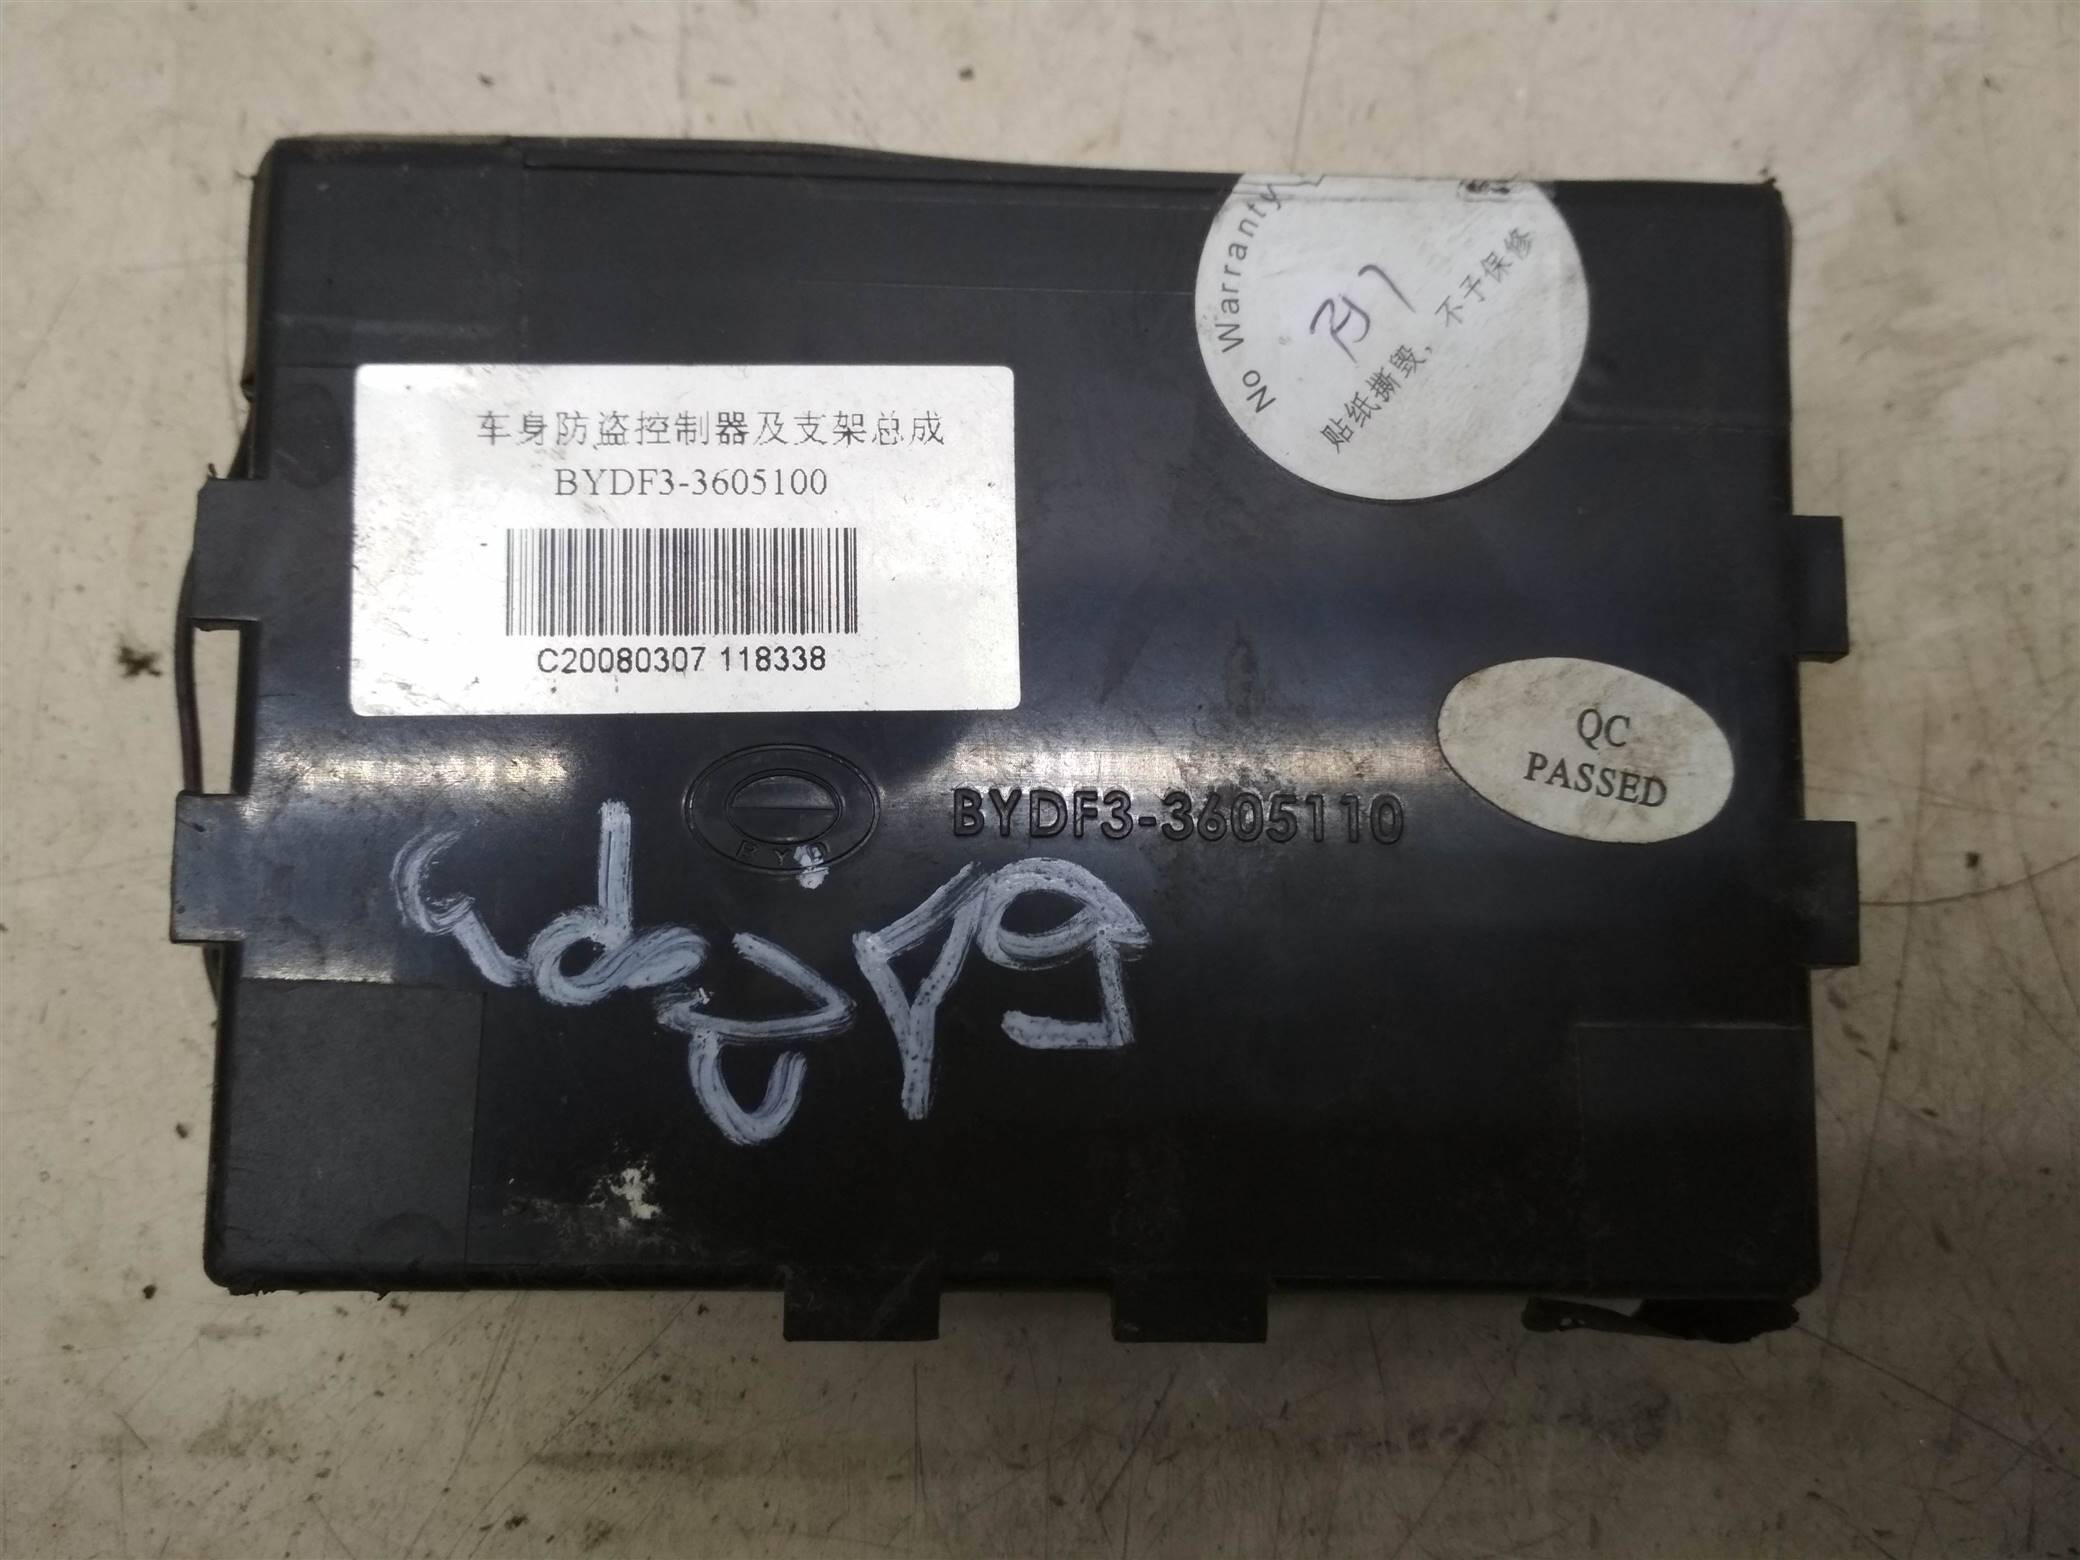 No Warranty
贴纸撕毁，不予保修
车身防盗控制器及支架总成
BYDF3-3605100
C20080307 118338
QC
PASSED
BYD
BYDF3-3605110